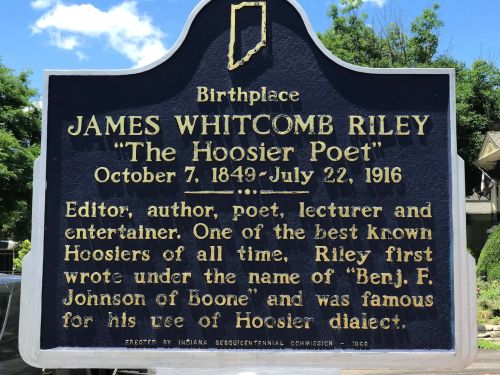 Birthplace
JAMES WHITCOMB RILEY
"The Hoosier Poet"
October 7, 1849-July 22, 1916
Editor, author, poet, lecturer and
entertainer. One of the best known
Hoosiers of all time. Riley first
wrote under the name of "Benj. F.
Johnson of Boone" and was famous
for his use of Hoosier dialect.
ERECTED BY INDIANA SESQUICENTENNIAL COMMISSION - 1966